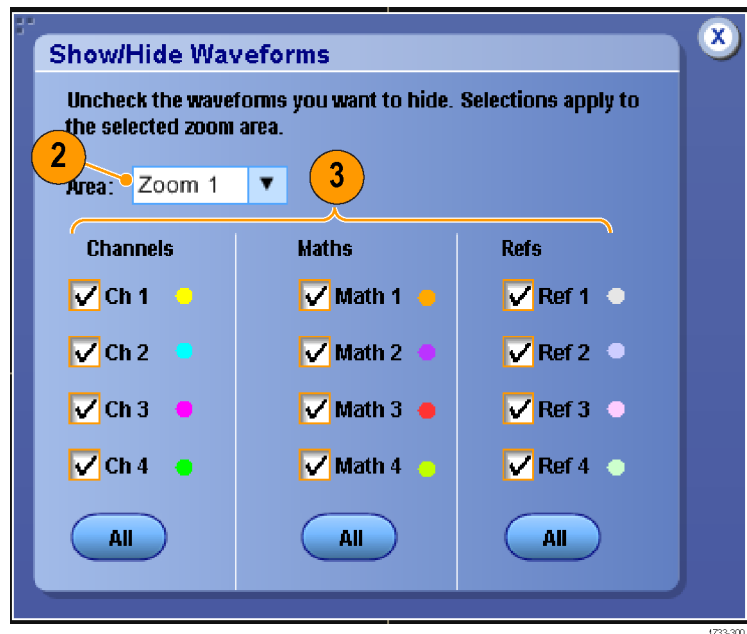 X
Show/Hide Waveforms
Uncheck the waveforms you want to hide. Selections apply to
the selected zoom area.
2
Area: Zoom 1
3
Channels Maths Refs
Ch 1 Math 1 Ref 1
Ch 2 Math 2 Ref 2
Ch 3 Math 3 Ref 3
Ch 4 Math 4 Ref 4
All All All
1733-300